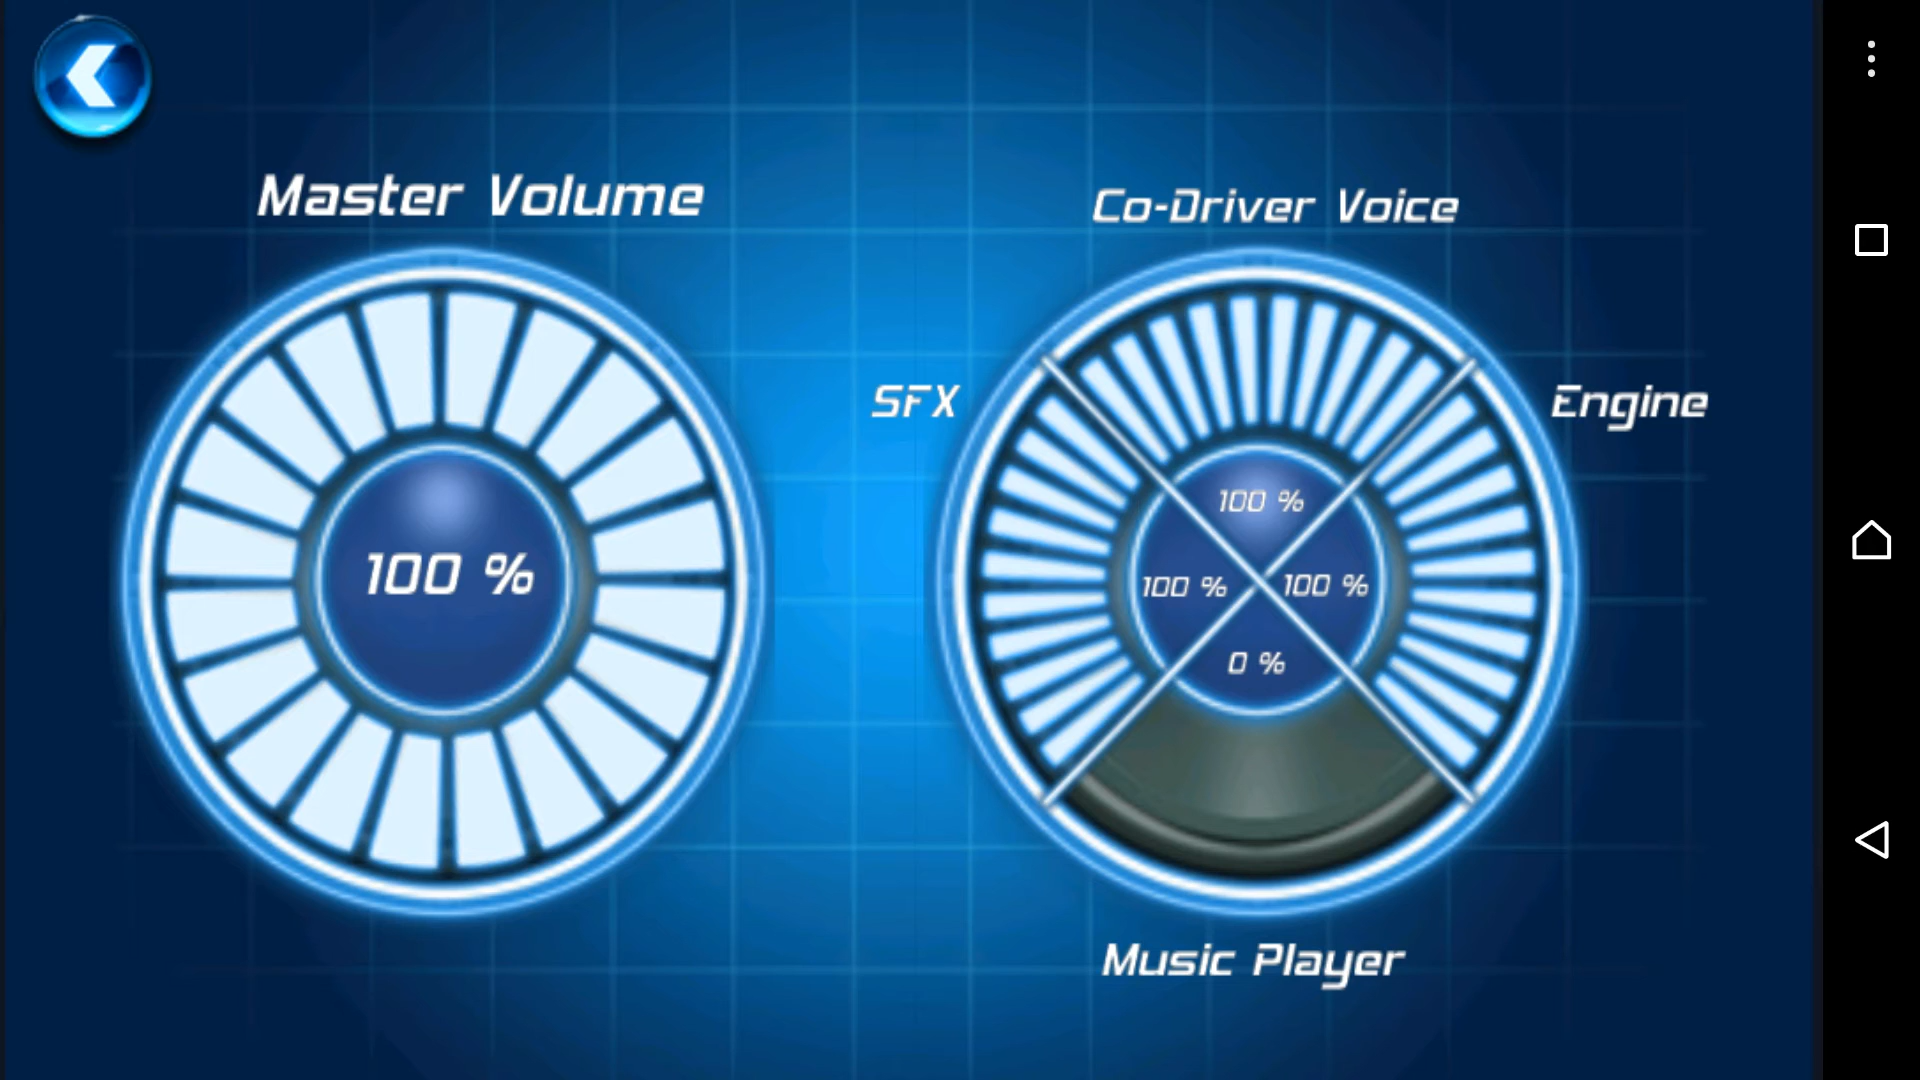 Master Volume
100 %
Co-Driver Voice
SFX
Engine
100 %
100 %
100 %
0 %
Music Player